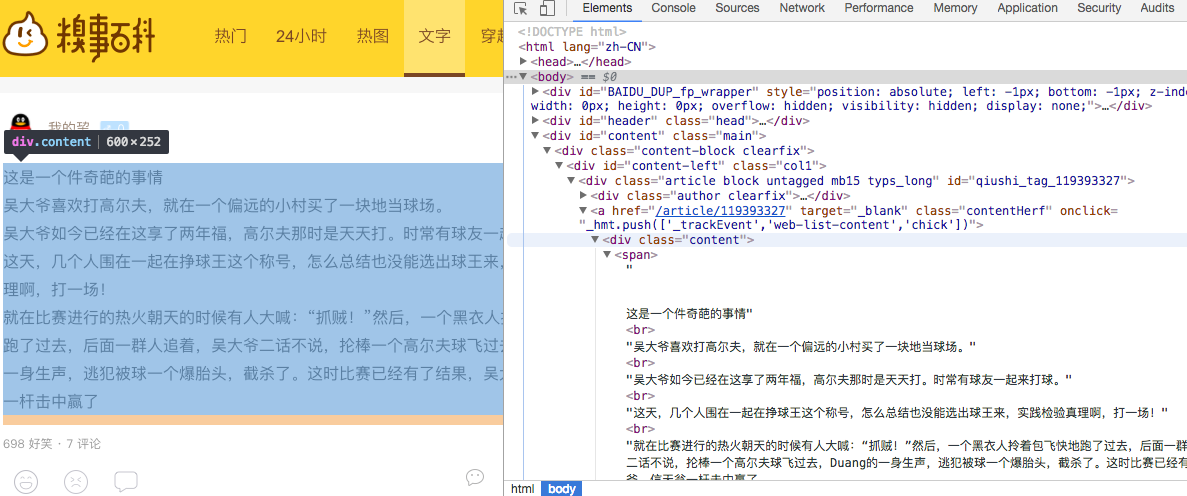 糗事百科 热门 24小时 热图 文字
我的
div.content 600×252
这是一个件奇葩的事情
吴大爷喜欢打高尔夫，就在一个偏远的小村买了一块地当球场。
吴大爷如今已经在这享了两年福，高尔夫那时是天天打。时常有球友一
这天，几个人围在一起在挣球王这个称号，怎么总结也没能选出球王来，
理啊，打一场！
就在比赛进行的热火朝天的时候有人大喊：“抓贼！”然后，一个黑衣人
跑了过去，后面一群人追着，吴大爷二话不说，抡棒一个高尔夫球飞过
一身生声，逃犯被球一个爆胎头，截杀了。这时比赛已经有了结果，吴
一杆击中赢了
698 好笑 · 7 评论
Elements Console Sources Network Performance Memory Application Security Audits
<!DOCTYPE html>
<html lang="zh-CN">
▶<head>…</head>
…▼<body> == $0
▶<div id="BAIDU_DUP_fp_wrapper" style="position: absolute; left: -1px; bottom: -1px; z-inde
width: 0px; height: 0px; overflow: hidden; visibility: hidden; display: none;">…</div>
▶<div id="header" class="head">…</div>
▼<div id="content" class="main">
▼<div class="content-block clearfix">
▼<div id="content-left" class="col1">
▼<div class="article block untagged mb15 typs_long" id="qiushi_tag_119393327">
▶<div class="author clearfix">…</div>
▼<a href="/article/119393327" target="_blank" class="contentHerf" onclick=
"_hmt.push(['_trackEvent','web-list-content','chick'])">
▼<div class="content">
▼<span>
"
这是一个件奇葩的事情"
<br>
"吴大爷喜欢打高尔夫，就在一个偏远的小村买了一块地当球场。"
<br>
"吴大爷如今已经在这享了两年福，高尔夫那时是天天打。时常有球友一起来打球。"
<br>
"这天，几个人围在一起在挣球王这个称号，怎么总结也没能选出球王来，实践检验真理啊，打一场！"
<br>
"就在比赛进行的热火朝天的时候有人大喊：“抓贼！”然后，一个黑衣人拎着包飞快地跑了过去，后面一群
二话不说，抡棒一个高尔夫球飞过去，Duang的一身生声，逃犯被球一个爆胎头，截杀了。这时比赛已经有
html body